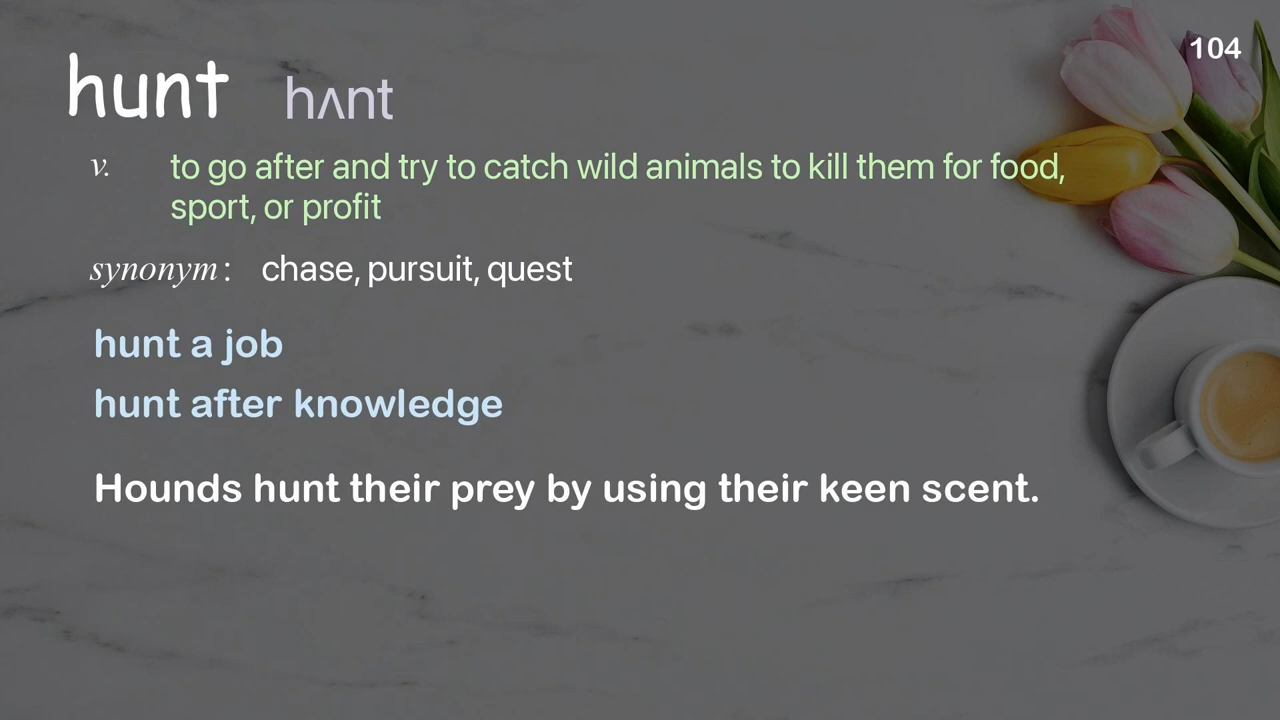 104
hunt hʌnt
v. to go after and try to catch wild animals to kill them for food,
sport, or profit
synonym: chase, pursuit, quest
hunt a job
hunt after knowledge
Hounds hunt their prey by using their keen scent.